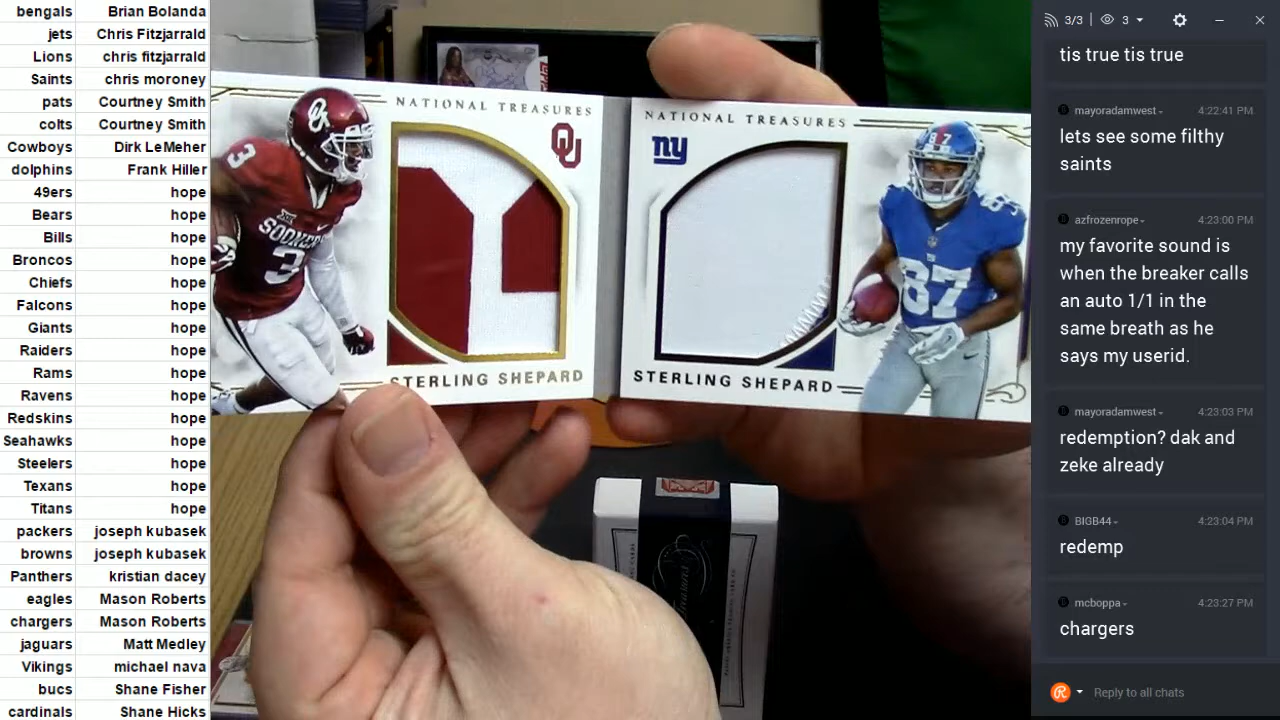 bengals Brian Bolanda
jets Chris Fitzjarrald
Lions chris fitzjarrald
Saints chris moroney
pats Courtney Smith
colts Courtney Smith
Cowboys Dirk LeMeher
dolphins Frank Hiller
49ers hope
Bears hope
Bills hope
Broncos hope
Chiefs hope
Falcons hope
Giants hope
Raiders hope
Rams hope
Ravens hope
Redskins hope
Seahawks hope
Steelers hope
Texans hope
Titans hope
packers joseph kubasek
browns joseph kubasek
Panthers kristian dacey
eagles Mason Roberts
chargers Mason Roberts
jaguars Matt Medley
Vikings michael nava
bucs Shane Fisher
cardinals Shane Hicks
NATIONAL TREASURES
OU
3
SOONERS
3
STERLING SHEPARD
NATIONAL TREASURES
ny
87
87
STERLING SHEPARD
3/3 3
tis true tis true
mayoradamwest 4:22:41 PM
lets see some filthy
saints
azfrozenrope 4:23:00 PM
my favorite sound is
when the breaker calls
an auto 1/1 in the
same breath as he
says my userid.
mayoradamwest 4:23:03 PM
redemption? dak and
zeke already
BIGB44 4:23:04 PM
redemp
mcboppa 4:23:27 PM
chargers
Reply to all chats